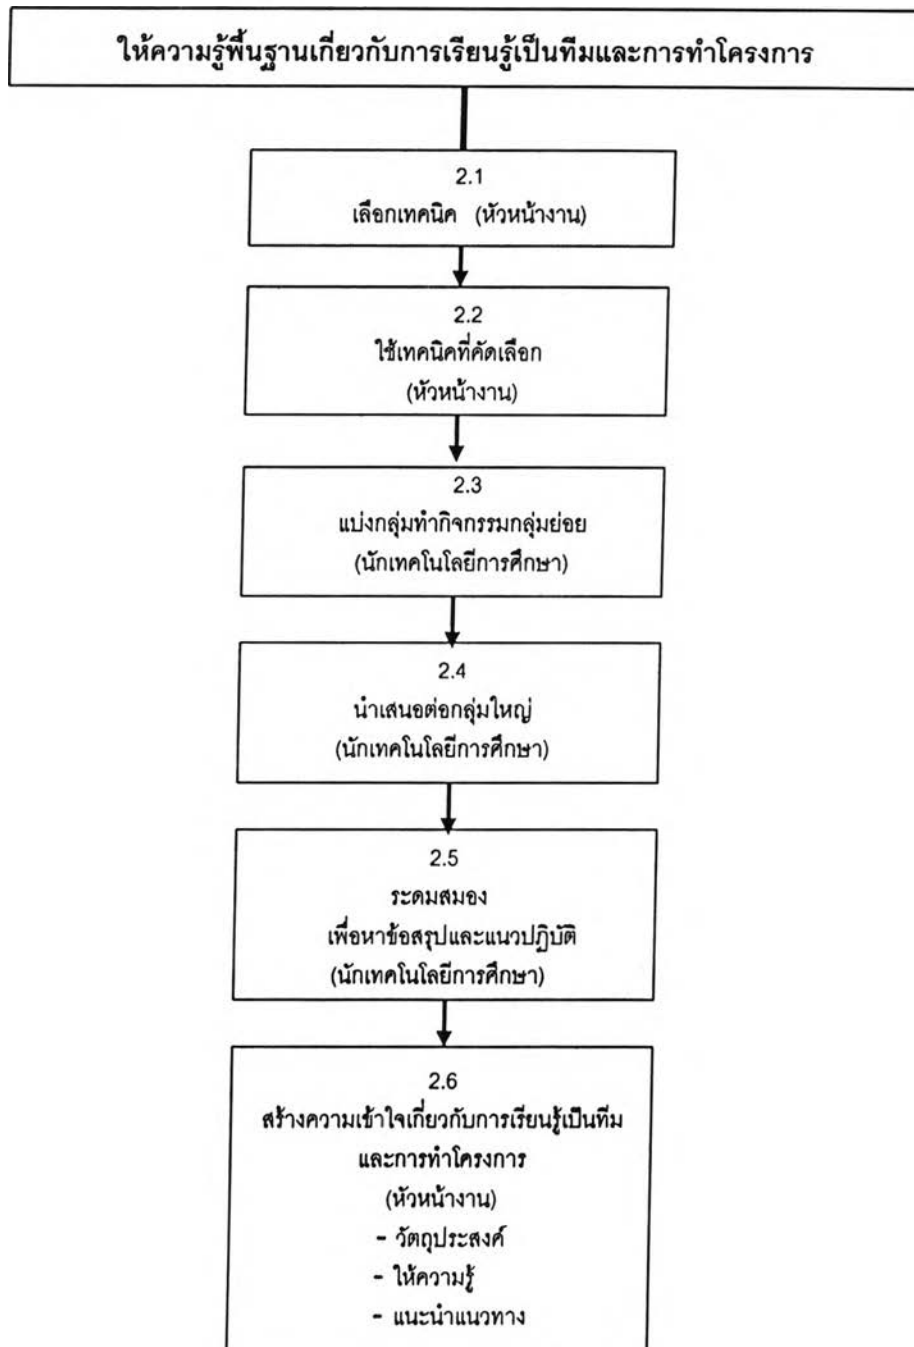 ให้ความรู้พื้นฐานเกี่ยวกับการเรียนรู้เป็นทีมและการทำโครงการ
2.1
เลือกเทคนิค (หัวหน้างาน)
2.2
ใช้เทคนิคที่คัดเลือก
(หัวหน้างาน)
2.3
แบ่งกลุ่มทำกิจกรรมกลุ่มย่อย
(นักเทคโนโลยีการศึกษา)
2.4
นำเสนอต่อกลุ่มใหญ่
(นักเทคโนโลยีการศึกษา)
2.5
ระดมสมอง
เพื่อหาข้อสรุปและแนวปฏิบัติ
(นักเทคโนโลยีการศึกษา)
2.6
สร้างความเข้าใจเกี่ยวกับการเรียนรู้เป็นทีม
และการทำโครงการ
(หัวหน้างาน)
- วัตถุประสงค์
- ให้ความรู้
- แนะนำแนวทาง